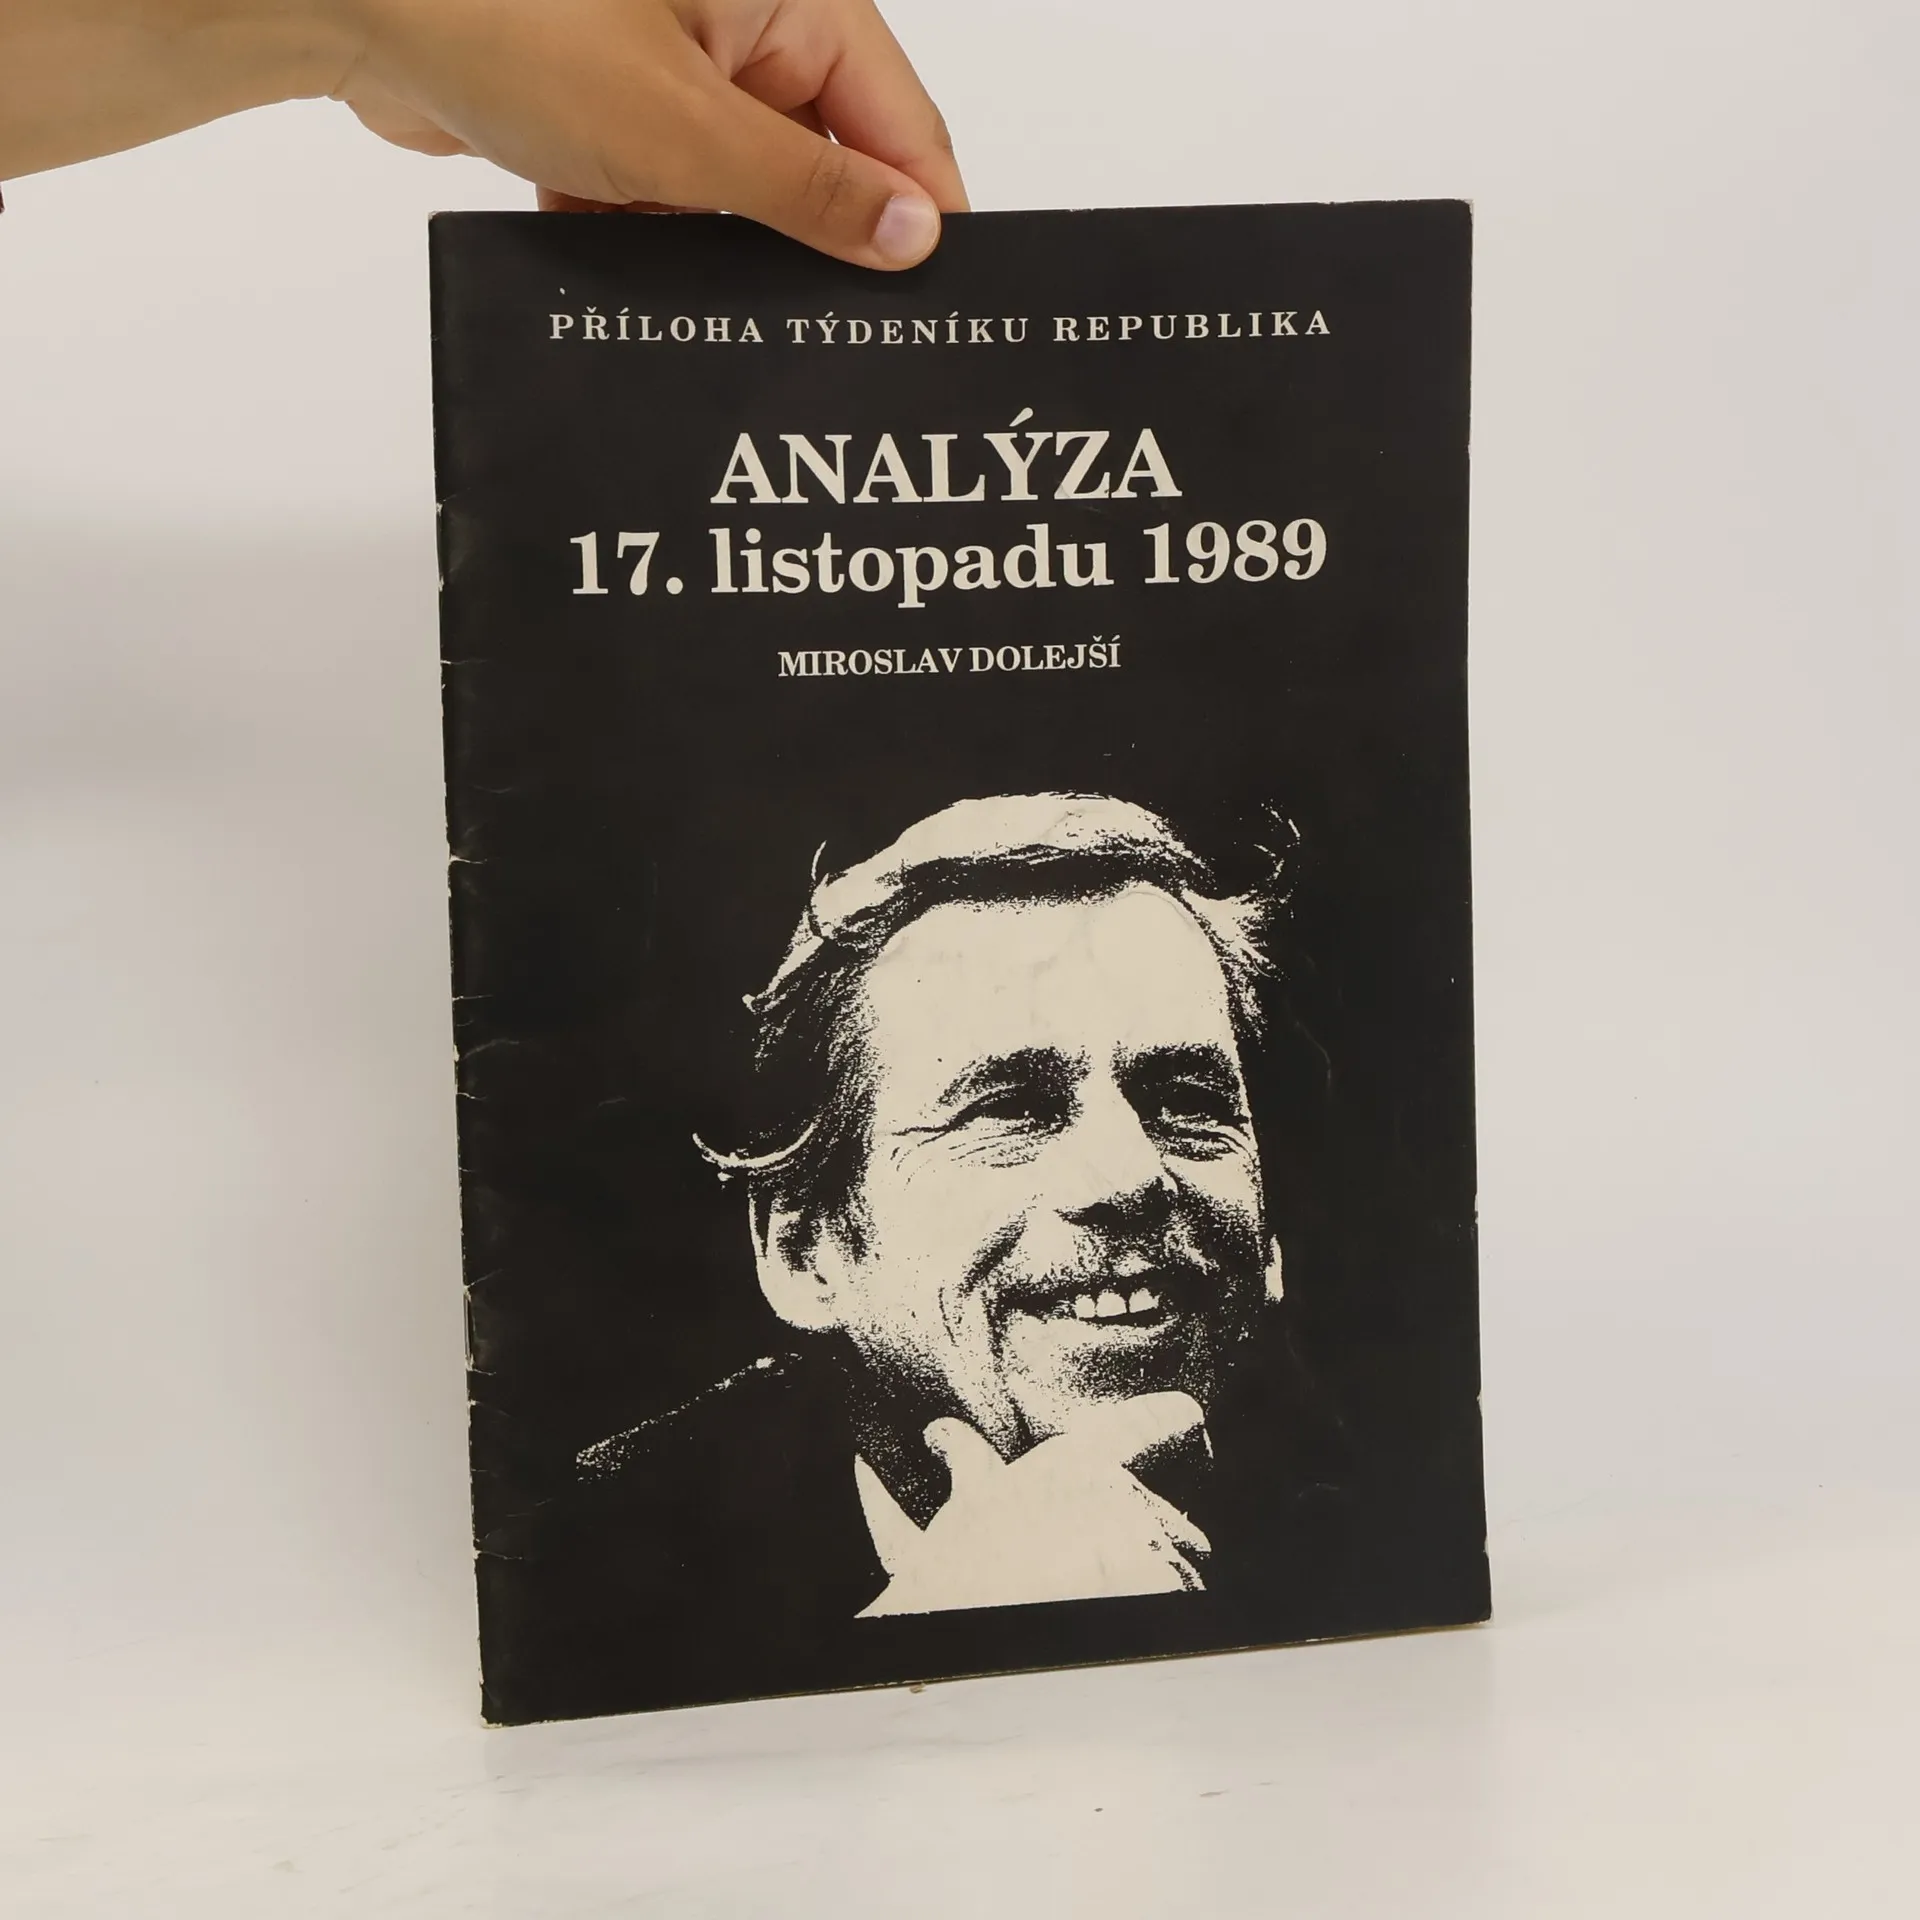 PŘÍLOHA TÝDENÍKU REPUBLIKA
ANALÝZA
17. listopadu 1989
MIROSLAV DOLEJŠÍ